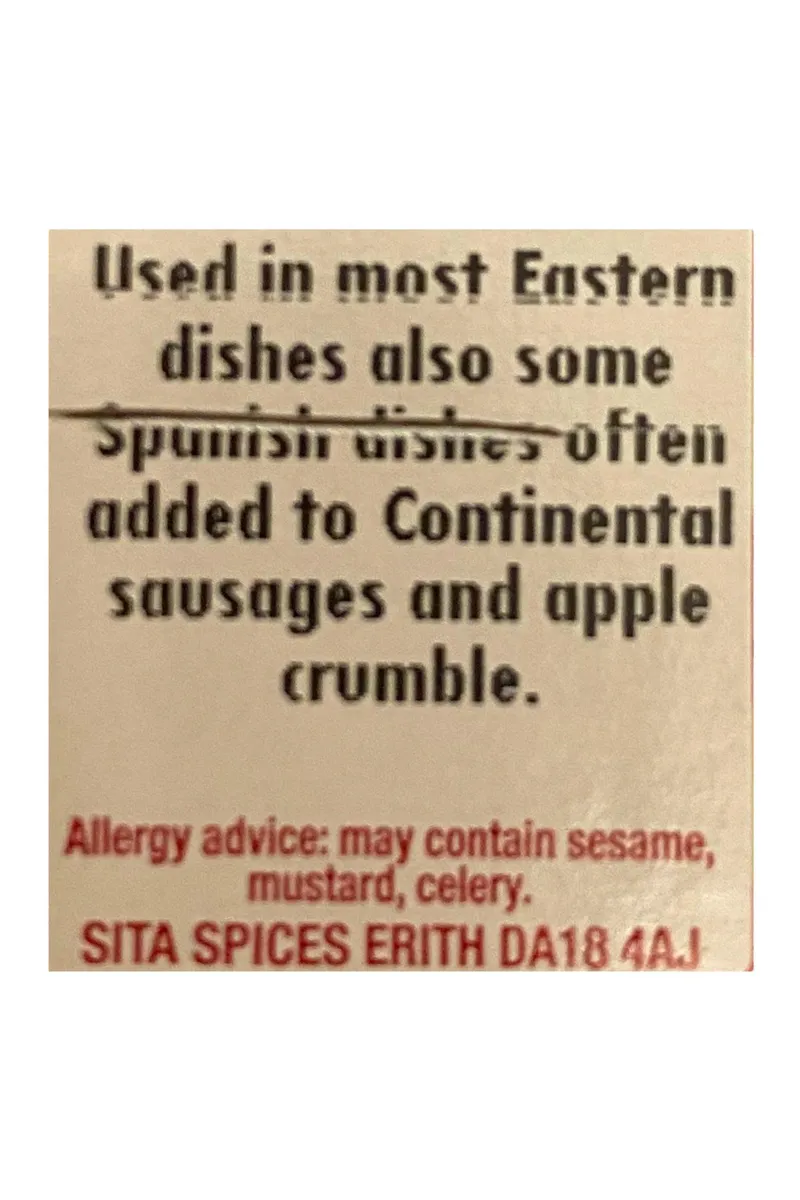 Used in most Eastern
dishes also some
Spanish dishes often
added to Continental
sausages and apple
crumble.
Allergy advice: may contain sesame,
mustard, celery.
SITA SPICES ERITH DA18 4AJ